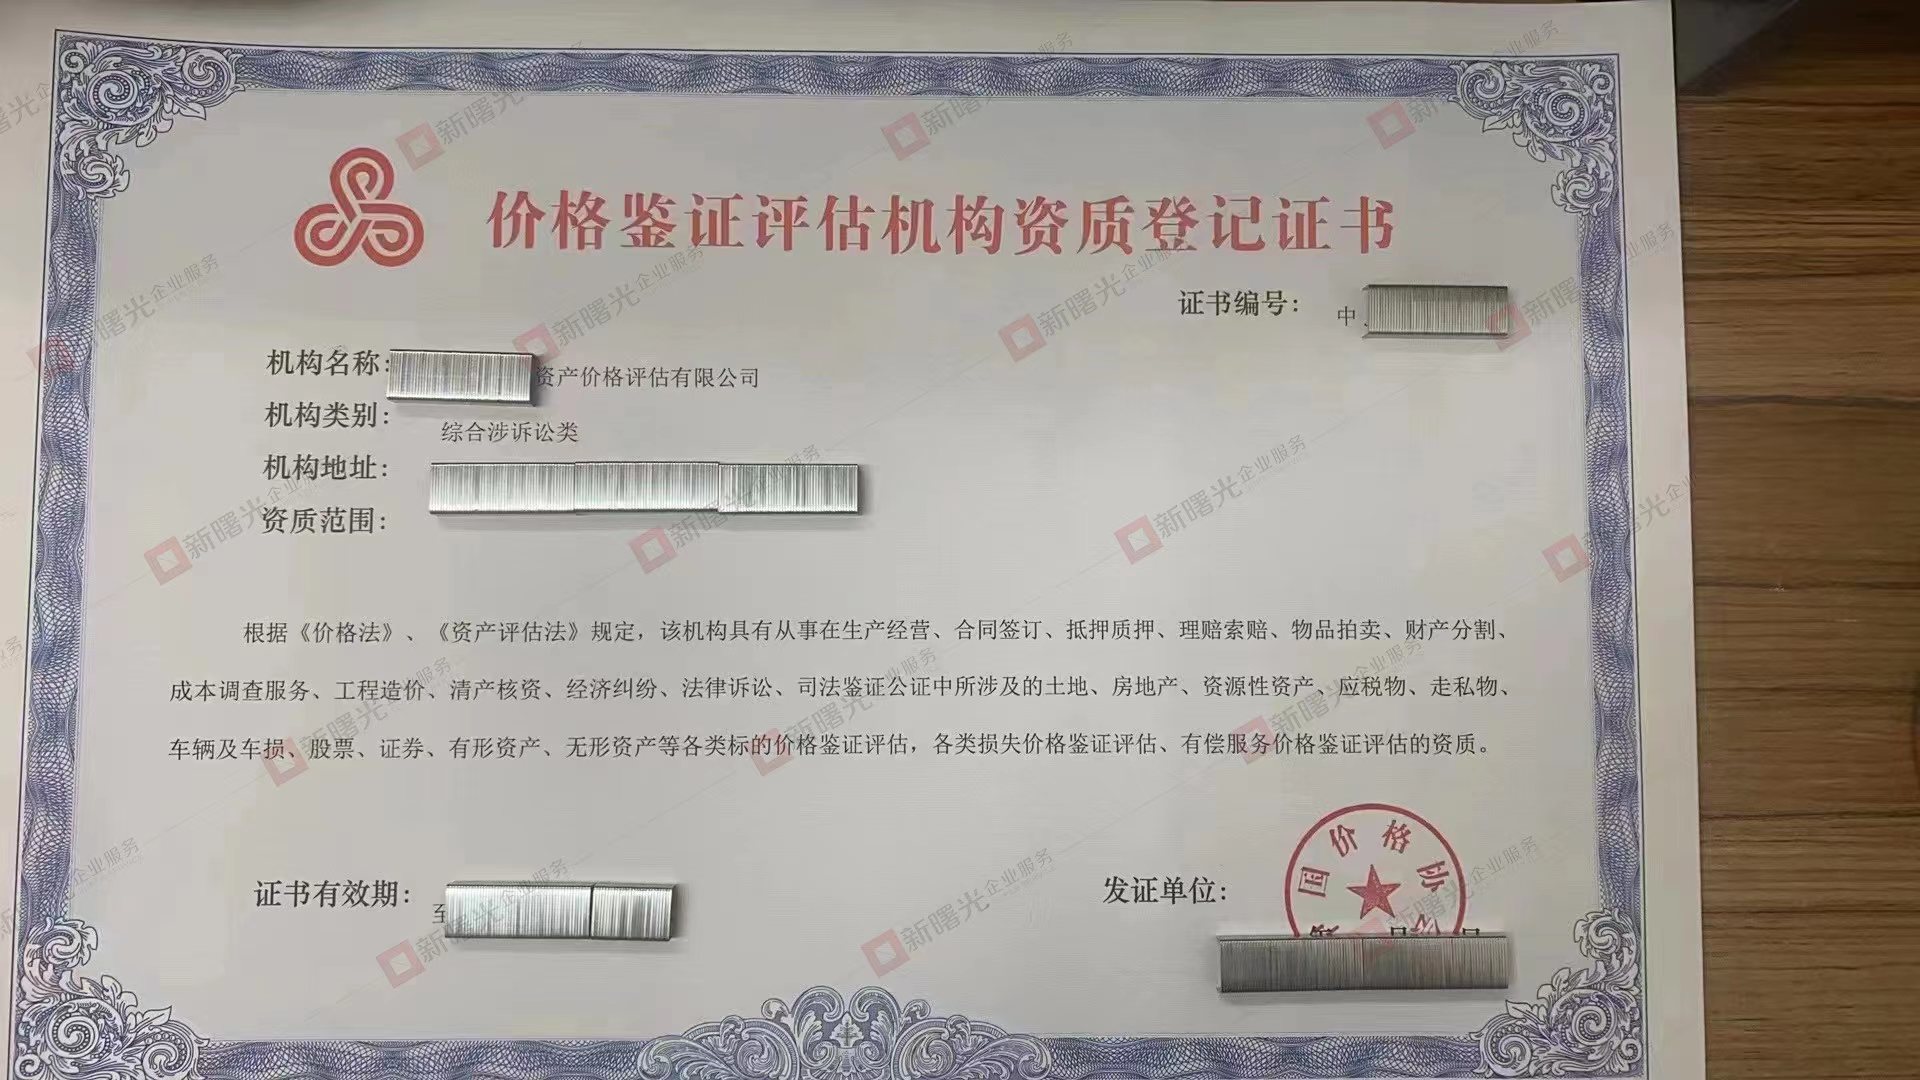 价格鉴证评估机构资质登记证书
证书编号： 中
机构名称： 资产价格评估有限公司
机构类别： 综合涉诉讼类
机构地址：
资质范围：
根据《价格法》、《资产评估法》规定，该机构具有从事在生产经营、合同签订、抵押质押、理赔索赔、物品拍卖、财产分割、
成本调查服务、工程造价、清产核资、经济纠纷、法律诉讼、司法鉴证公证中所涉及的土地、房地产、资源性资产、应税物、走私物、
车辆及车损、股票、证券、有形资产、无形资产等各类标的价格鉴证评估，各类损失价格鉴证评估、有偿服务价格鉴证评估的资质。
证书有效期： 至
发证单位：
国价格协
新曙光企业服务